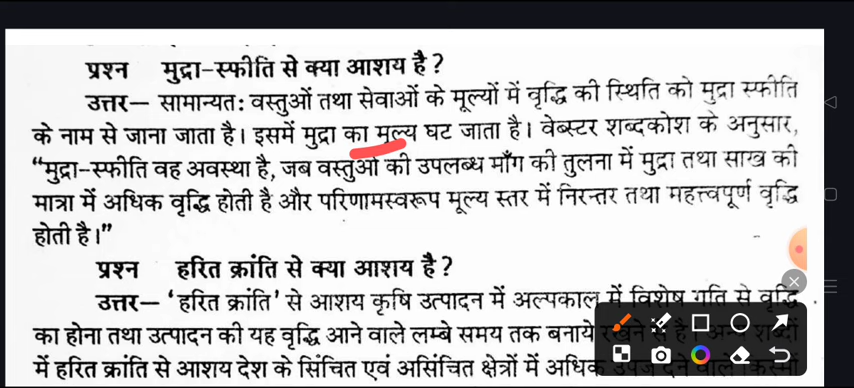 प्रश्न मुद्रा-स्फीति से क्या आशय है?
उत्तर— सामान्यत: वस्तुओं तथा सेवाओं के मूल्यों में वृद्धि की स्थिति को मुद्रा स्फीति
के नाम से जाना जाता है। इसमें मुद्रा का मूल्य घट जाता है। वेब्स्टर शब्दकोश के अनुसार,
“मुद्रा-स्फीति वह अवस्था है, जब वस्तुओं की उपलब्ध माँग की तुलना में मुद्रा तथा साख की
मात्रा में अधिक वृद्धि होती है और परिणामस्वरूप मूल्य स्तर में निरन्तर तथा महत्त्वपूर्ण वृद्धि
होती है।”
प्रश्न हरित क्रांति से क्या आशय है?
उत्तर— ‘हरित क्रांति’ से आशय कृषि उत्पादन में अल्पकाल में विशेष गति से वृद्धि
का होना तथा उत्पादन की यह वृद्धि आने वाले लम्बे समय तक बनाये
में हरित क्रांति से आशय देश के सिंचित एवं असिंचित क्षेत्रों में अधिक